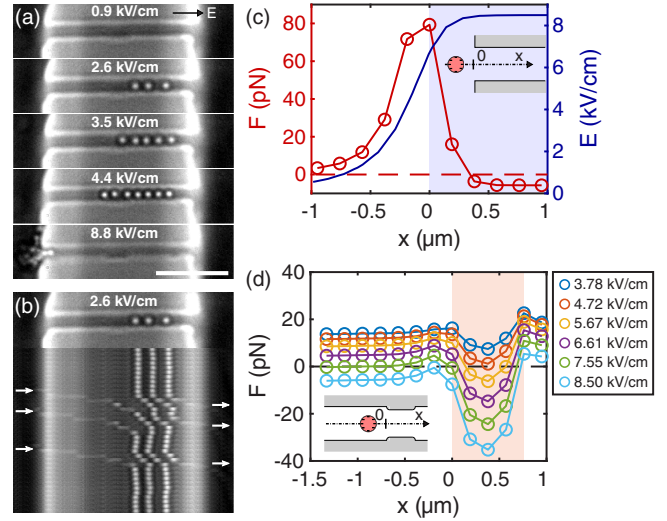 (a)
0.9 kV/cm
E
2.6 kV/cm
3.5 kV/cm
4.4 kV/cm
8.8 kV/cm
(b)
2.6 kV/cm
(c)
80
60
40
20
0
F (pN)
8
6
4
2
0
E (kV/cm)
0
x
-1
-0.5
0
0.5
1
x (μm)
(d)
40
20
0
-20
-40
F (pN)
0
x
-1.5
-1
-0.5
0
0.5
1
x (μm)
3.78 kV/cm
4.72 kV/cm
5.67 kV/cm
6.61 kV/cm
7.55 kV/cm
8.50 kV/cm